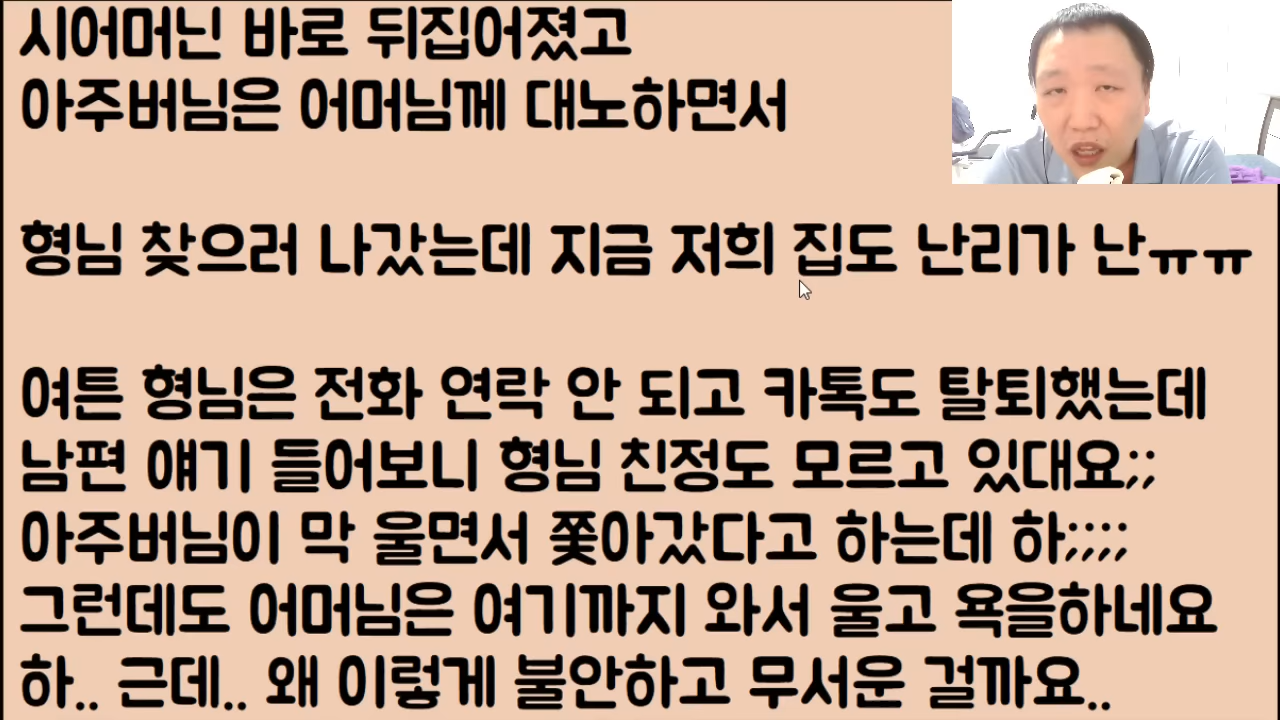 시어머닌 바로 뒤집어졌고
아주버님은 어머님께 대노하면서
형님 찾으러 나갔는데 지금 저희 집도 난리가 난ㅠㅠ
여튼 형님은 전화 연락 안 되고 카톡도 탈퇴했는데
남편 얘기 들어보니 형님 친정도 모르고 있대요;;
아주버님이 막 울면서 쫓아갔다고 하는데 하;;;;
그런데도 어머님은 여기까지 와서 울고 욕을하네요
하.. 근데.. 왜 이렇게 불안하고 무서운 걸까요..